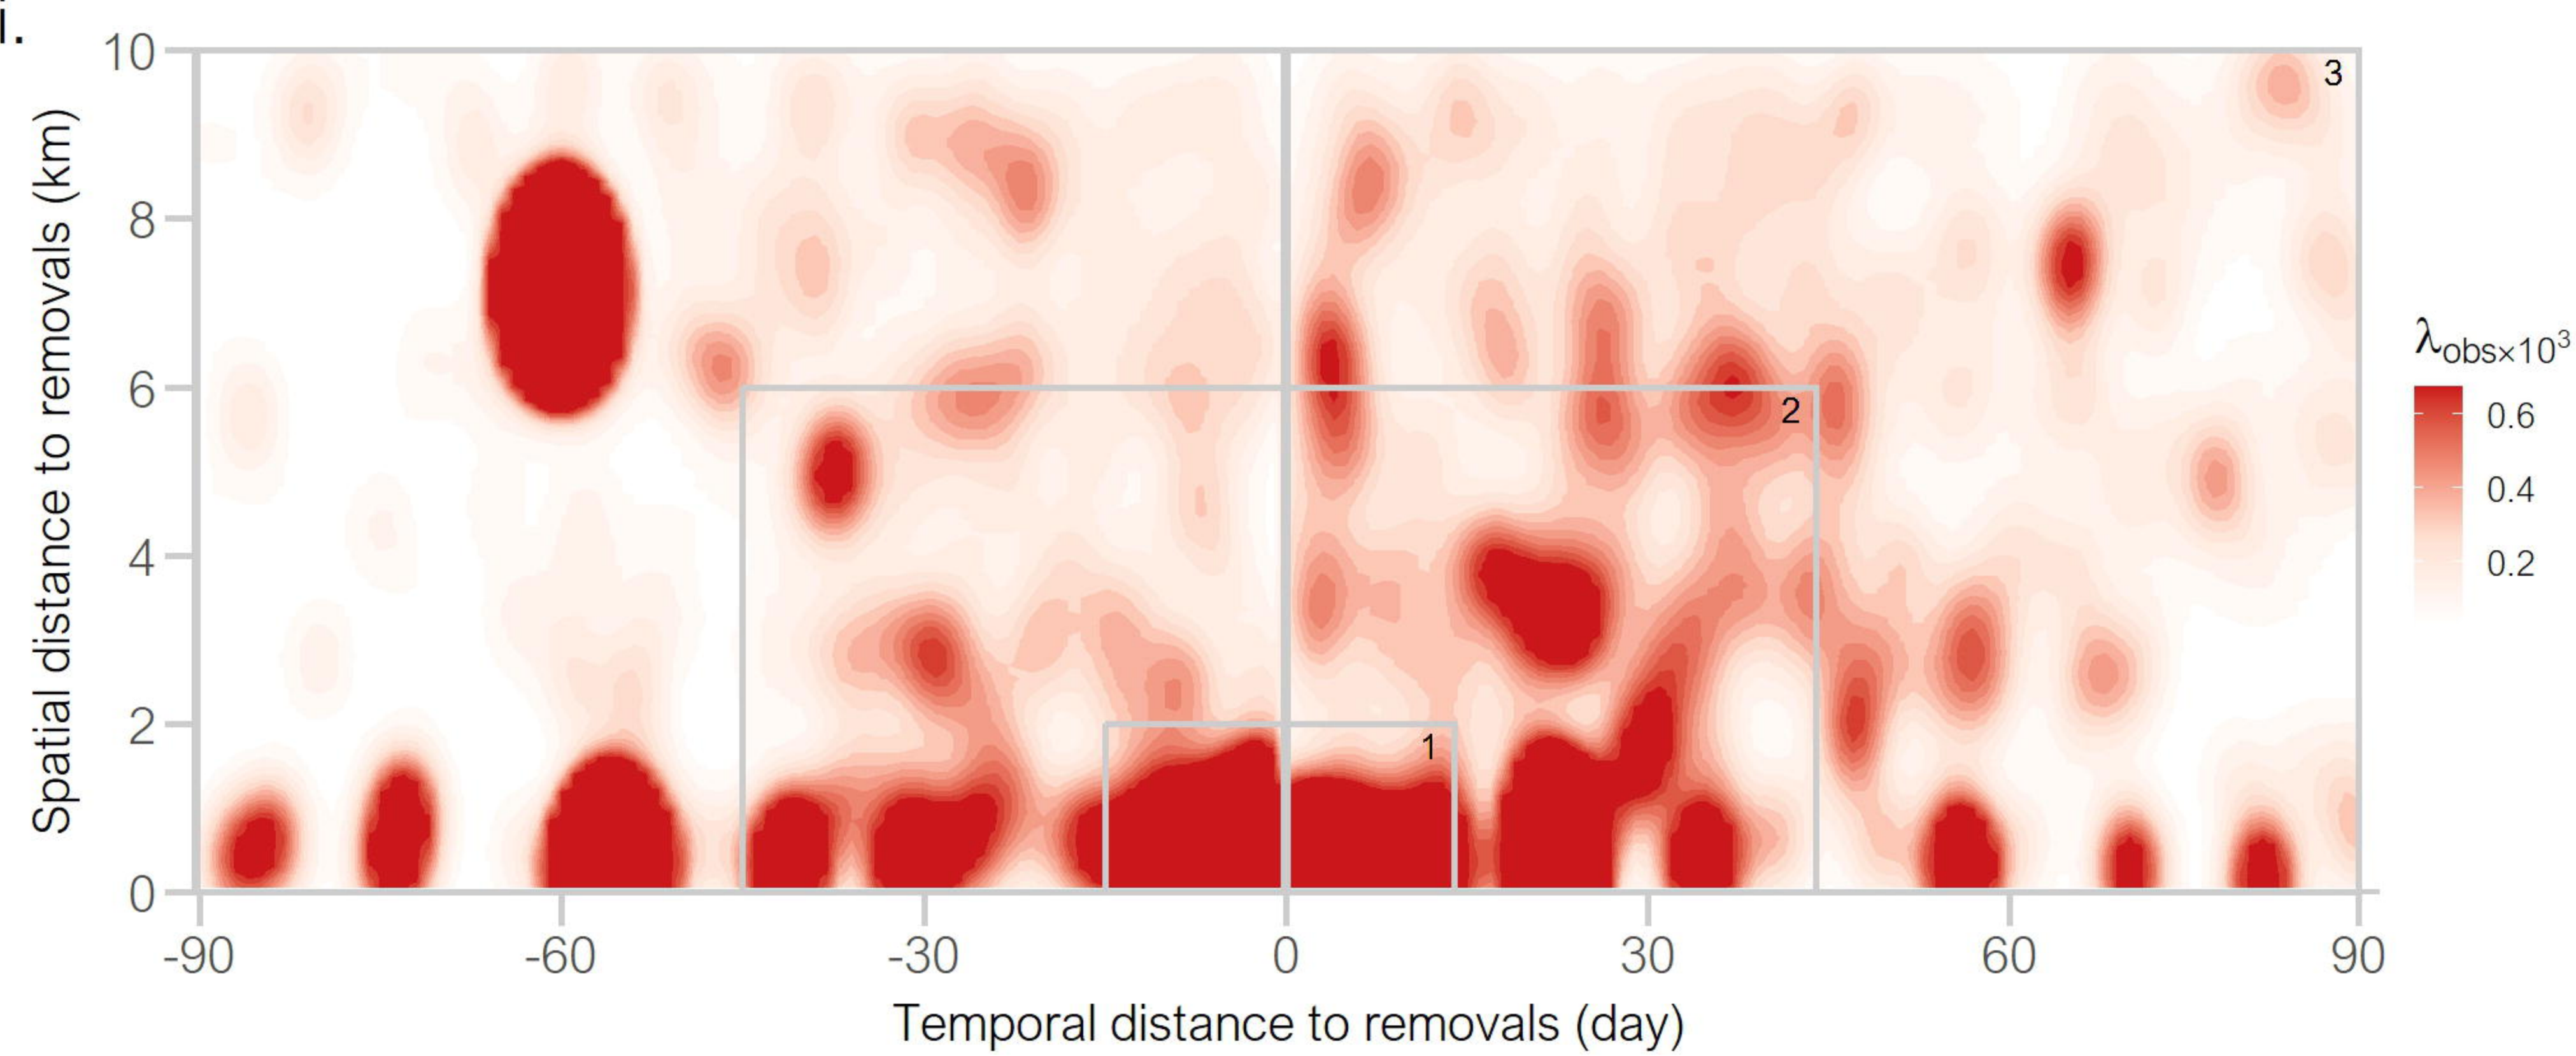 i.
10
8
6
4
2
0
Spatial distance to removals (km)
3
2
1
-90 -60 -30 0 30 60 90
Temporal distance to removals (day)
λobs×10³
0.6
0.4
0.2